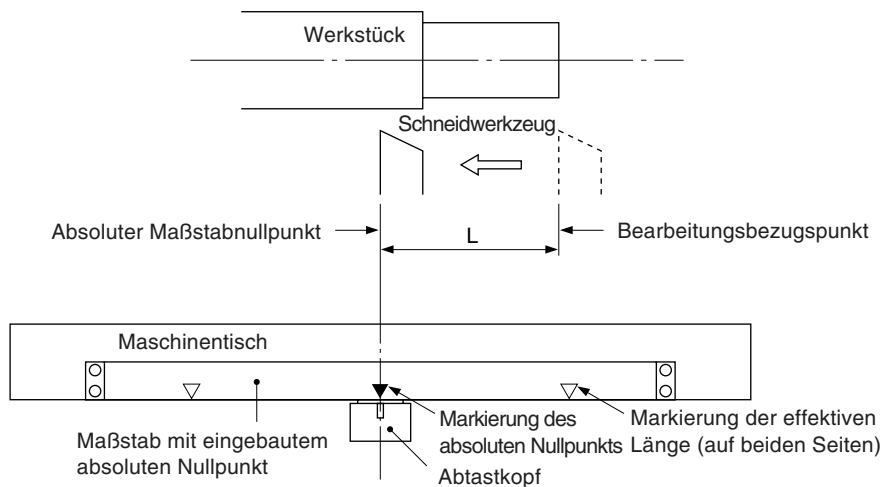 Werkstück
Schneidwerkzeug
Absoluter Maßstabnullpunkt
L
Bearbeitungsbezugspunkt
Maschinentisch
Maßstab mit eingebautem
absoluten Nullpunkt
Markierung des
absoluten Nullpunkts
Markierung der effektiven
Länge (auf beiden Seiten)
Abtastkopf